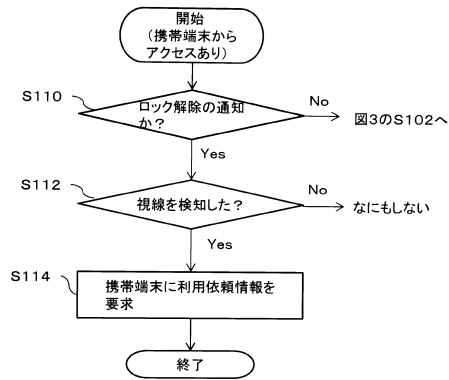 開始
(携帯端末から
アクセスあり)
S110
ロック解除の通知
か?
No
図3のS102へ
Yes
S112
視線を検知した?
No
なにもしない
Yes
S114
携帯端末に利用依頼情報を
要求
終了